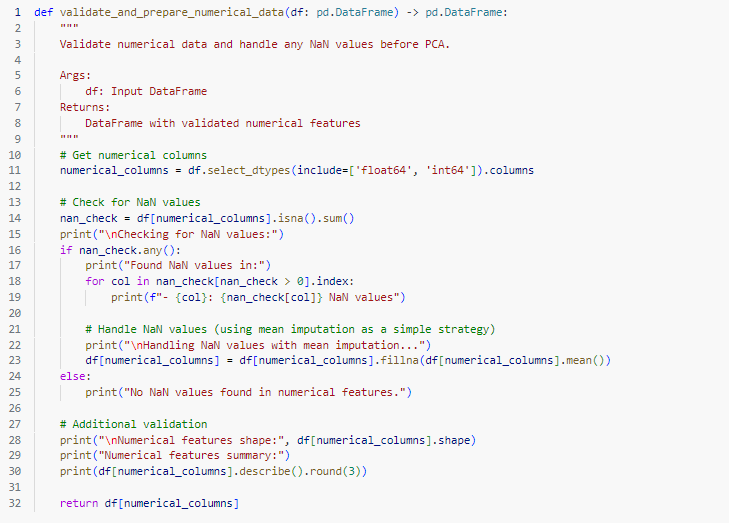 1 def validate_and_prepare_numerical_data(df: pd.DataFrame) -> pd.DataFrame:
2     """
3     Validate numerical data and handle any NaN values before PCA.
4
5     Args:
6         df: Input DataFrame
7     Returns:
8         DataFrame with validated numerical features
9     """
10     # Get numerical columns
11     numerical_columns = df.select_dtypes(include=['float64', 'int64']).columns
12
13     # Check for NaN values
14     nan_check = df[numerical_columns].isna().sum()
15     print("\nChecking for NaN values:")
16     if nan_check.any():
17         print("Found NaN values in:")
18         for col in nan_check[nan_check > 0].index:
19             print(f"- {col}: {nan_check[col]} NaN values")
20
21         # Handle NaN values (using mean imputation as a simple strategy)
22         print("\nHandling NaN values with mean imputation...")
23         df[numerical_columns] = df[numerical_columns].fillna(df[numerical_columns].mean())
24     else:
25         print("No NaN values found in numerical features.")
26
27     # Additional validation
28     print("\nNumerical features shape:", df[numerical_columns].shape)
29     print("Numerical features summary:")
30     print(df[numerical_columns].describe().round(3))
31
32     return df[numerical_columns]